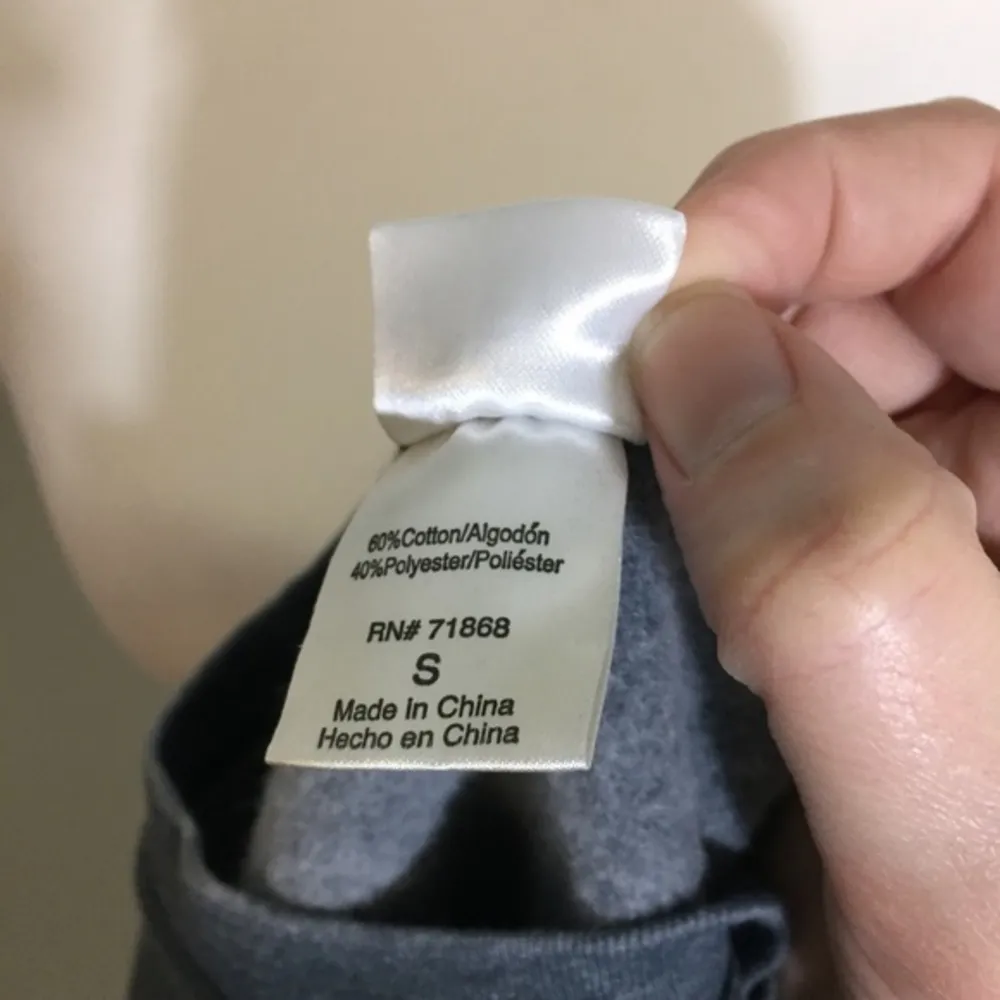 60%Cotton/Algodón
40%Polyester/Poliéster
RN# 71868
S
Made in China
Hecho en China